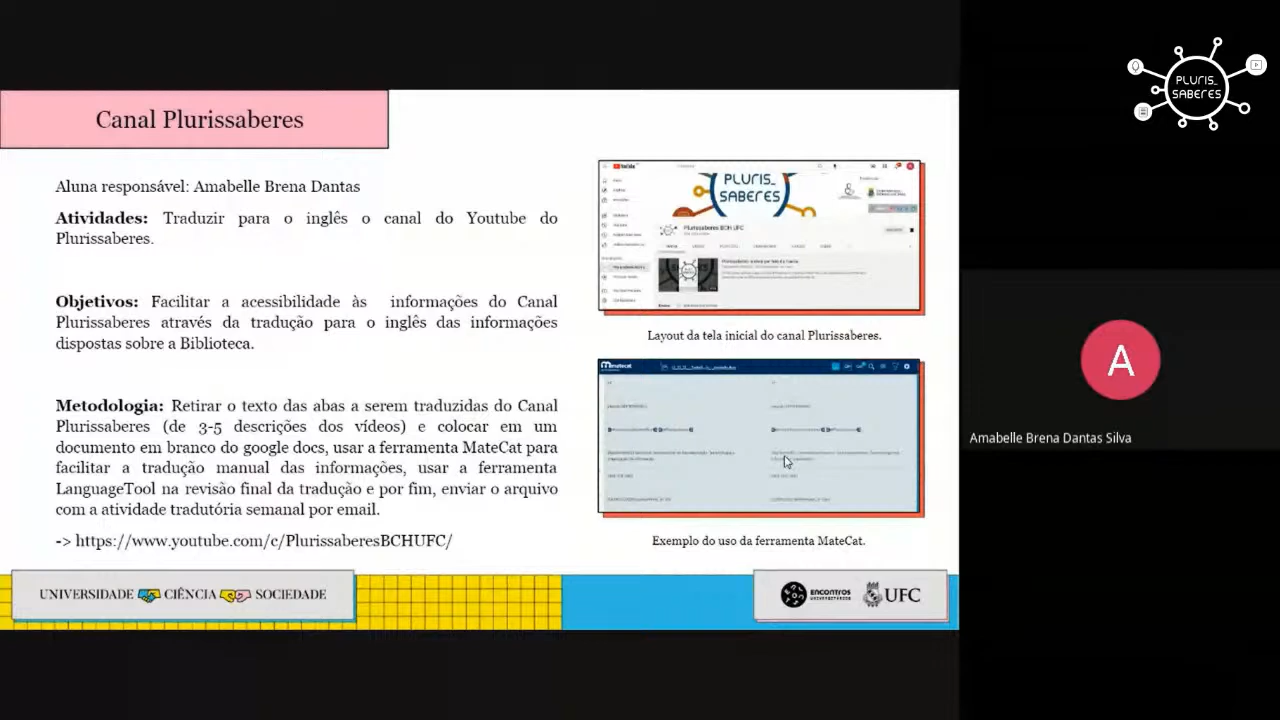 Canal Plurissaberes
Aluna responsável: Amabelle Brena Dantas
Atividades: Traduzir para o inglês o canal do Youtube do
Plurissaberes.
Objetivos: Facilitar a acessibilidade às informações do Canal
Plurissaberes através da tradução para o inglês das informações
dispostas sobre a Biblioteca.
Metodologia: Retirar o texto das abas a serem traduzidas do Canal
Plurissaberes (de 3-5 descrições dos vídeos) e colocar em um
documento em branco do google docs, usar a ferramenta MateCat para
facilitar a tradução manual das informações, usar a ferramenta
LanguageTool na revisão final da tradução e por fim, enviar o arquivo
com a atividade tradutória semanal por email.
-> https://www.youtube.com/c/PlurissaberesBCHUFC/
YouTube
PLURIS_
SABERES
Plurissaberes BCH UFC
Layout da tela inicial do canal Plurissaberes.
matecat
Exemplo do uso da ferramenta MateCat.
UNIVERSIDADE CIÊNCIA SOCIEDADE
ENCONTROS
UNIVERSITÁRIOS
UFC
PLURIS_
SABERES
A
Amabelle Brena Dantas Silva